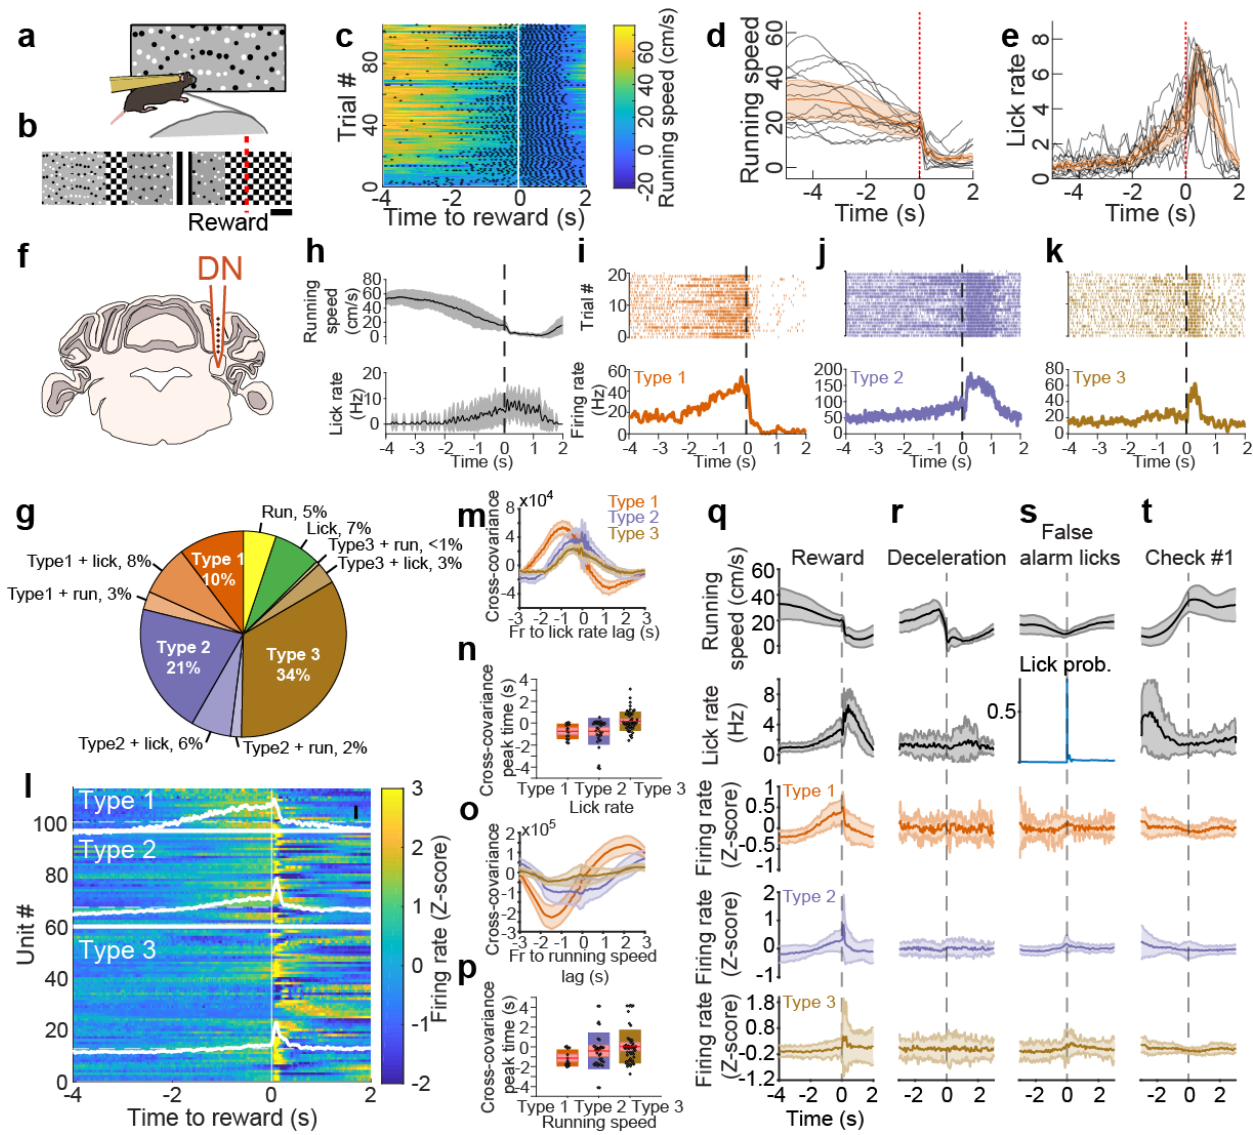 a
b
Reward
c
Trial #
80
40
0
-4
-2
0
2
Time to reward (s)
60
40
20
0
-20
Running speed (cm/s)
d
Running speed
60
40
20
0
-4
-2
0
2
Time (s)
e
Lick rate
8
6
4
2
0
-4
-2
0
2
Time (s)
f
DN
h
Running
speed
(cm/s)
80
60
40
20
0
Lick rate
(Hz)
20
10
0
-4
-3
-2
-1
0
1
2
Time (s)
i
Trial #
20
10
0
Type 1
Firing rate
(Hz)
60
40
20
0
-4
-3
-2
-1
0
1
2
Time (s)
j
Type 2
200
150
100
50
0
-4
-3
-2
-1
0
1
2
Time (s)
k
Type 3
80
60
40
20
0
-4
-3
-2
-1
0
1
2
Time (s)
g
Run, 5%
Lick, 7%
Type3 + run, <1%
Type3 + lick, 3%
Type 3
34%
Type2 + run, 2%
Type2 + lick, 6%
Type 2
21%
Type1 + run, 3%
Type1 + lick, 8%
Type 1
10%
l
Type 1
Type 2
Type 3
Unit #
100
80
60
40
20
0
-4
-2
0
2
Time to reward (s)
3
2
1
0
-1
-2
Firing rate (Z-score)
m
x10⁴
Type 1
Type 2
Type 3
Cross-covariance
8
4
0
-4
-3
-2
-1
0
1
2
3
Fr to lick rate lag (s)
n
Cross-covariance
peak time (s)
4
2
0
-2
-4
Type 1
Type 2
Type 3
Lick rate
o
x10⁵
Cross-covariance
2
1
0
-1
-2
-3
-3
-2
-1
0
1
2
3
Fr to running speed
lag (s)
p
Cross-covariance
peak time (s)
4
2
0
-2
-4
Type 1
Type 2
Type 3
Running speed
q
Reward
r
Deceleration
s
False
alarm licks
t
Check #1
Running
speed (cm/s)
60
40
20
0
Lick rate
(Hz)
8
4
0
Lick prob.
0.5
Type 1
Firing rate
(Z-score)
1
0.5
0
-0.5
-1
Type 2
Firing rate
(Z-score)
2
1
0
-1
Type 3
Firing rate
(Z-score)
1.8
0.8
-0.2
-1.2
-4
-2
0
2
Time (s)
-2
0
2
-2
0
2
-2
0
2